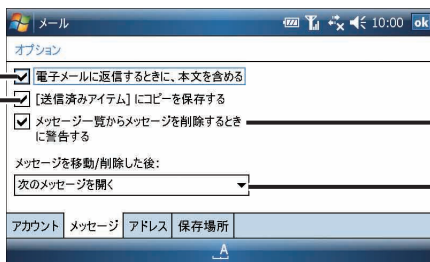 メール 10:00 ok
オプション
電子メールに返信するときに、本文を含める
[送信済みアイテム] にコピーを保存する
メッセージ一覧からメッセージを削除するとき
に警告する
メッセージを移動/削除した後:
次のメッセージを開く
アカウント メッセージ アドレス 保存場所
A